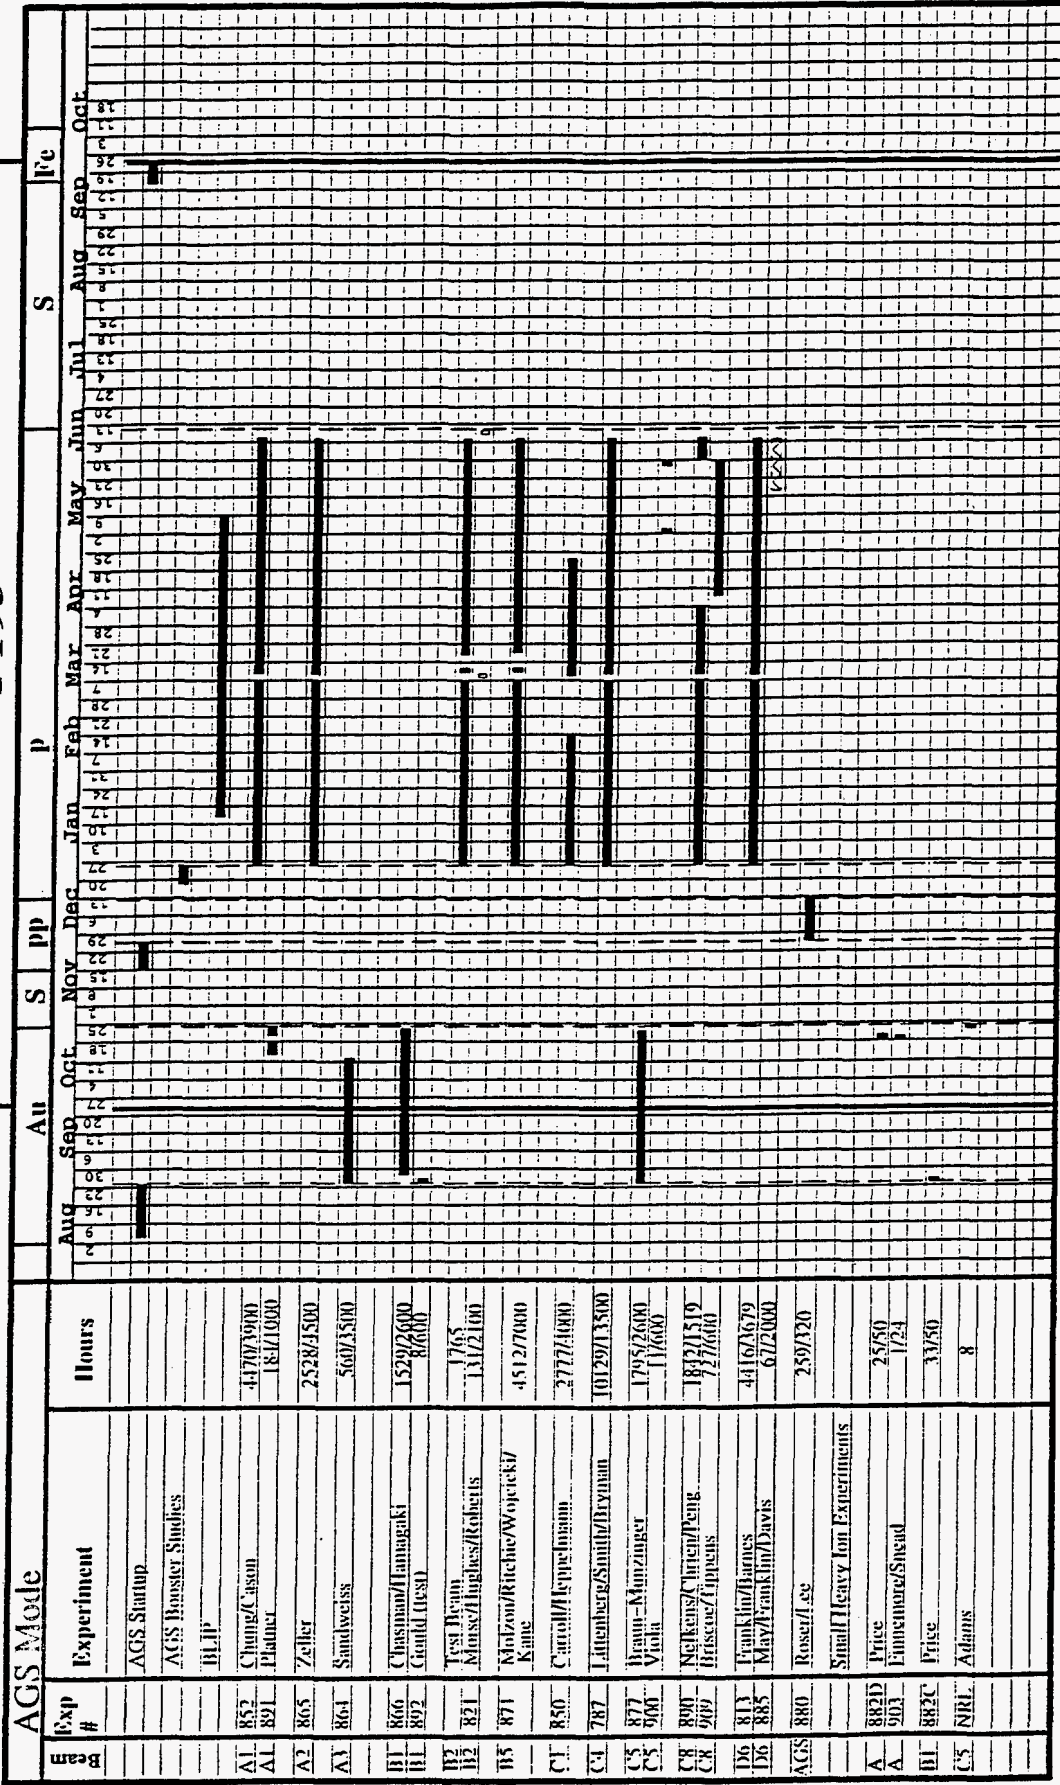 AGS Mode
Au S pp p S Fe
Beam Exp # Experiment Hours Aug Sep Oct Nov Dec Jan Feb Mar Apr May Jun Jul Aug Sep Oct
AGS Startup
AGS Booster Studies
BLIP
A1 852 Chung/Cason 4470/3900
A1 891 Platner 184/1000
A2 865 Zeller 2528/4500
A3 864 Sandweiss 560/3500
B1 866 Chasman/Hamagaki 1529/2600
B1 892 Gould (test) 8/600
B2 Test Beam 17/65
B2 821 Morse/Hughes/Roberts 131/2100
B5 871 Molzon/Ritchie/Wojcicki/ 4512/7000
Kane
C1 850 Carroll/Heppelmann 2777/4000
C4 787 Littenberg/Smith/Bryman 10129/13500
C5 877 Braun-Munzinger 1795/2600
C5 900 Viola 11/600
C8 890 Nefkens/Chrien/Peng 1842/1519
C8 909 Briscoe/Tippens 727/600
D6 813 Franklin/Barnes 4416/3679
D6 885 May/Franklin/Davis 67/2000
AGS 880 Rosen/Lee 259/320
Small Heavy Ion Experiments
A 882D Price 25/50
A 903 Finnemore/Snead 1/24
B1 882C Price 33/50
C5 NRL Adams 8